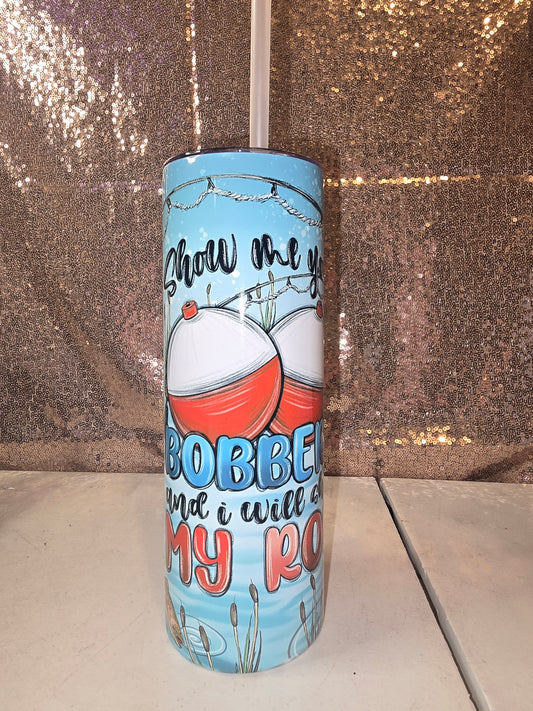 Show me yo
BOBBE
and i will
MY RO